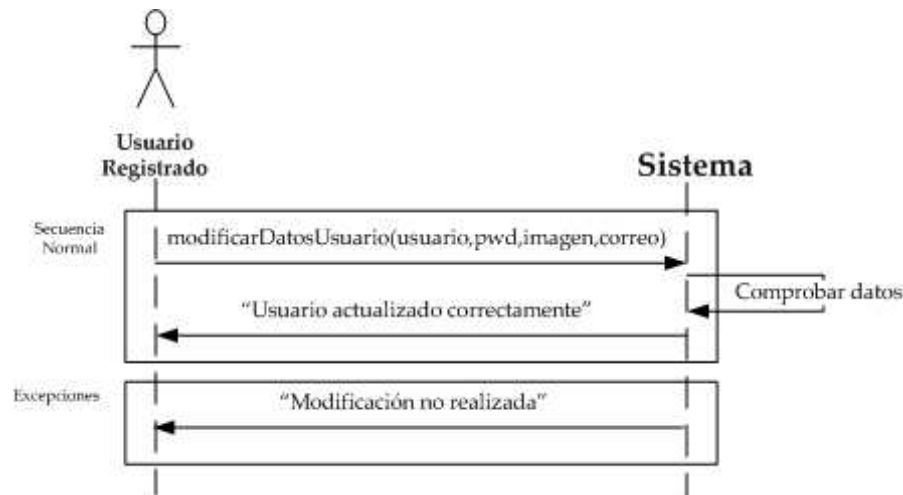 Usuario
Registrado
Sistema
Secuencia
Normal
modificarDatosUsuario(usuario,pwd,imagen,correo)
Comprobar datos
“Usuario actualizado correctamente”
Excepciones
“Modificación no realizada”